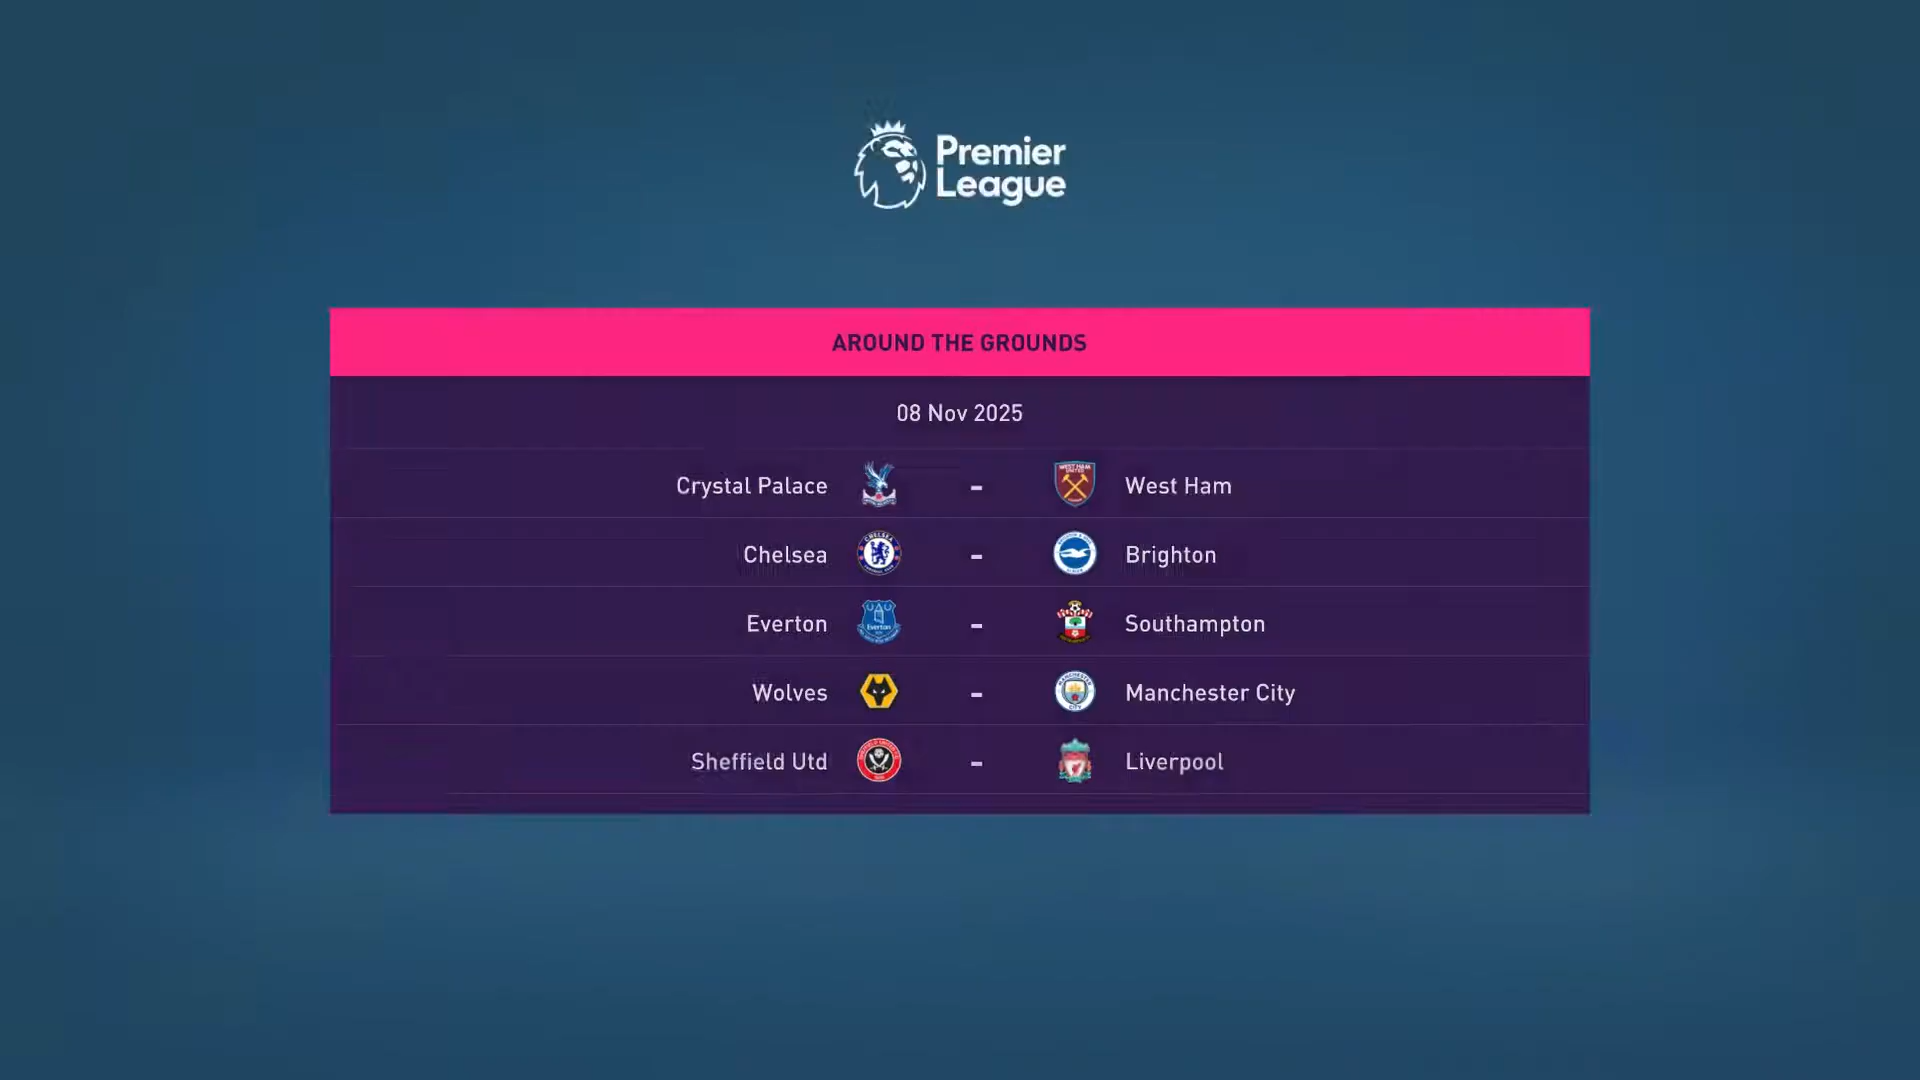 Premier
League
AROUND THE GROUNDS
08 Nov 2025
Crystal Palace - West Ham
Chelsea - Brighton
Everton - Southampton
Wolves - Manchester City
Sheffield Utd - Liverpool